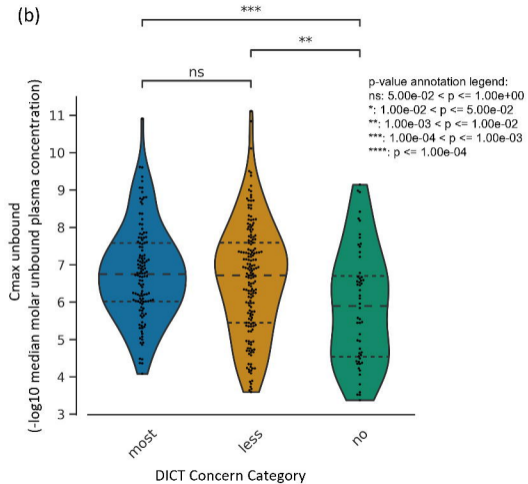 (b)
***
**
ns
p-value annotation legend:
ns: 5.00e-02 < p <= 1.00e+00
*: 1.00e-02 < p <= 5.00e-02
**: 1.00e-03 < p <= 1.00e-02
***: 1.00e-04 < p <= 1.00e-03
****: p <= 1.00e-04
Cmax unbound
(-log10 median molar unbound plasma concentration)
11
10
9
8
7
6
5
4
3
most
less
no
DICT Concern Category